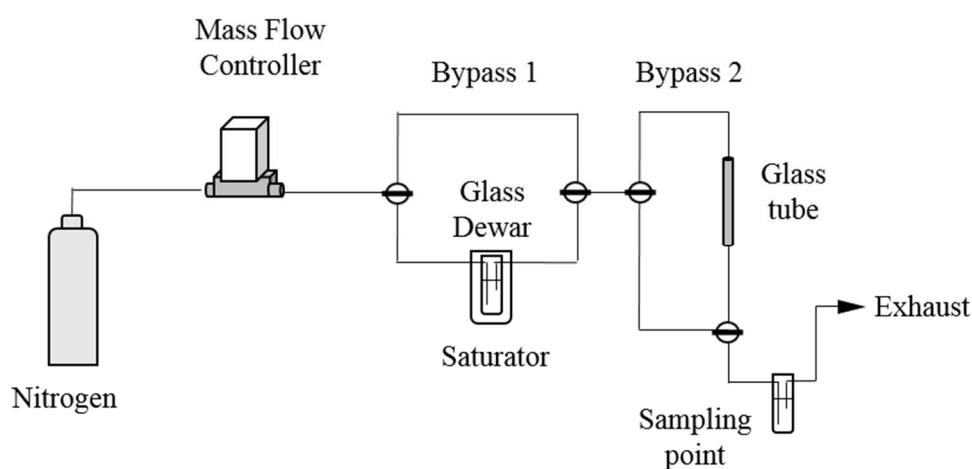 Mass Flow
Controller
Bypass 1
Bypass 2
Glass
Dewar
Glass
tube
Saturator
Exhaust
Nitrogen
Sampling
point